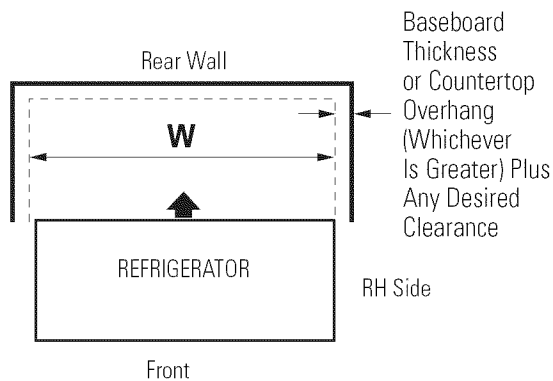 Rear Wall
Baseboard
Thickness
or Countertop
Overhang
(Whichever
Is Greater) Plus
Any Desired
Clearance
W
REFRIGERATOR
RH Side
Front